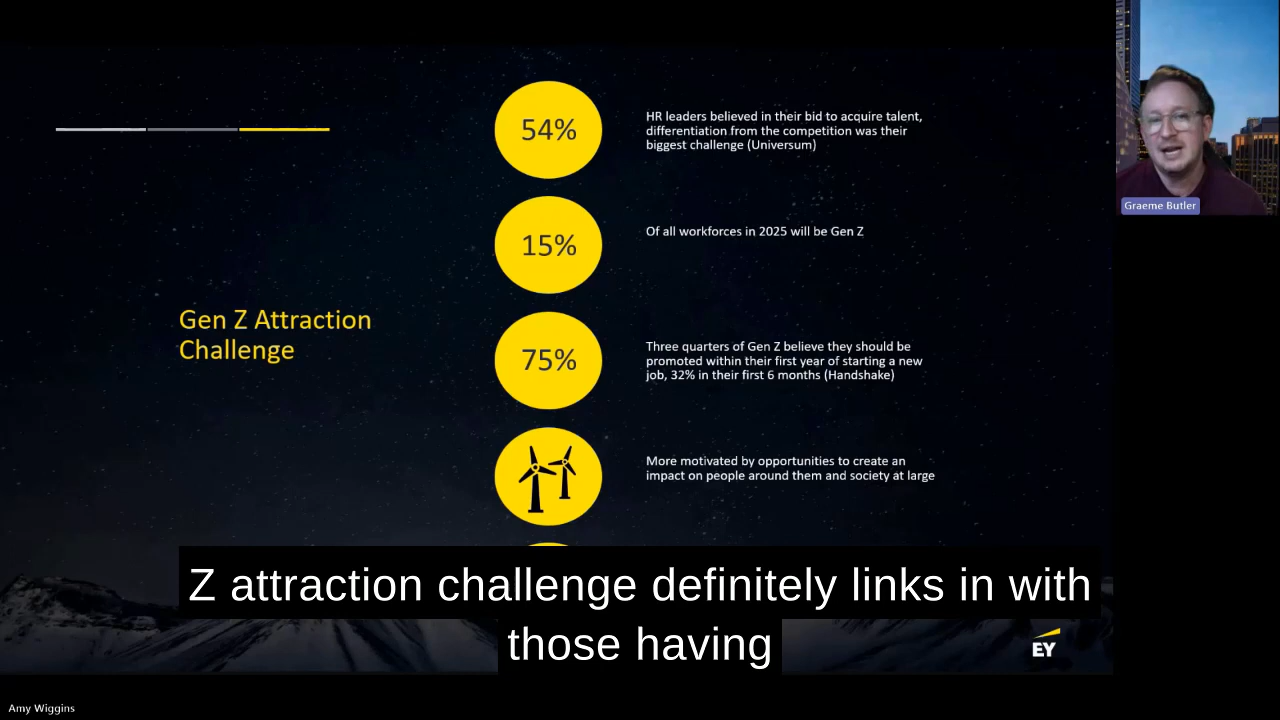 54%
HR leaders believed in their bid to acquire talent,
differentiation from the competition was their
biggest challenge (Universum)
Graeme Butler
15%
Of all workforces in 2025 will be Gen Z
Gen Z Attraction
Challenge
75%
Three quarters of Gen Z believe they should be
promoted within their first year of starting a new
job, 32% in their first 6 months (Handshake)
More motivated by opportunities to create an
impact on people around them and society at large
Z attraction challenge definitely links in with
those having
EY
Amy Wiggins